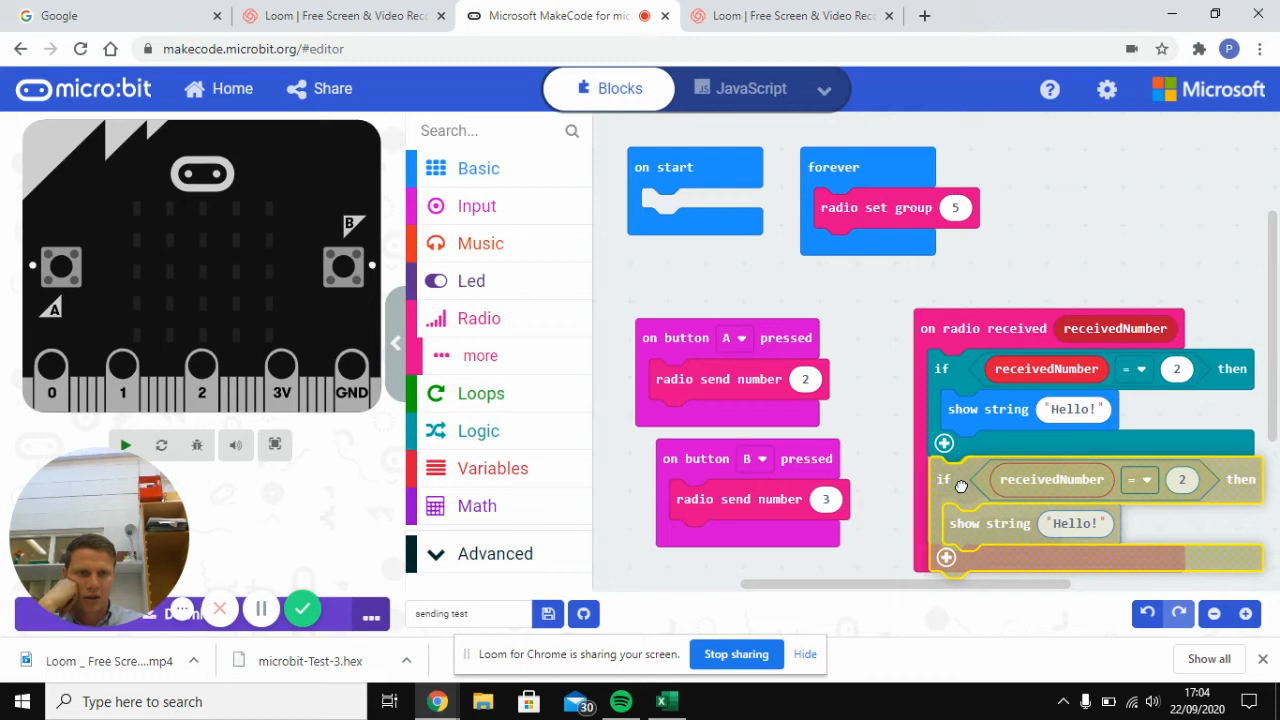 Google
Loom | Free Screen & Video Recor
Microsoft MakeCode for mic
Loom | Free Screen & Video Reco
makecode.microbit.org/#editor
P
micro:bit
Home
Share
Blocks
JavaScript
Microsoft
Search...
Basic
Input
Music
Led
Radio
more
Loops
Logic
Variables
Math
Advanced
A
B
0 1 2 3V GND
on start
forever
radio set group 5
on button A pressed
radio send number 2
on button B pressed
radio send number 3
on radio received receivedNumber
if receivedNumber = 2 then
show string "Hello!"
if receivedNumber = 2 then
show string "Hello!"
sending test
Loom for Chrome is sharing your screen.
Stop sharing
Hide
Loom _ Free Scre....mp4
microbit-Test-3.hex
Show all
Type here to search
30
17:04
22/09/2020